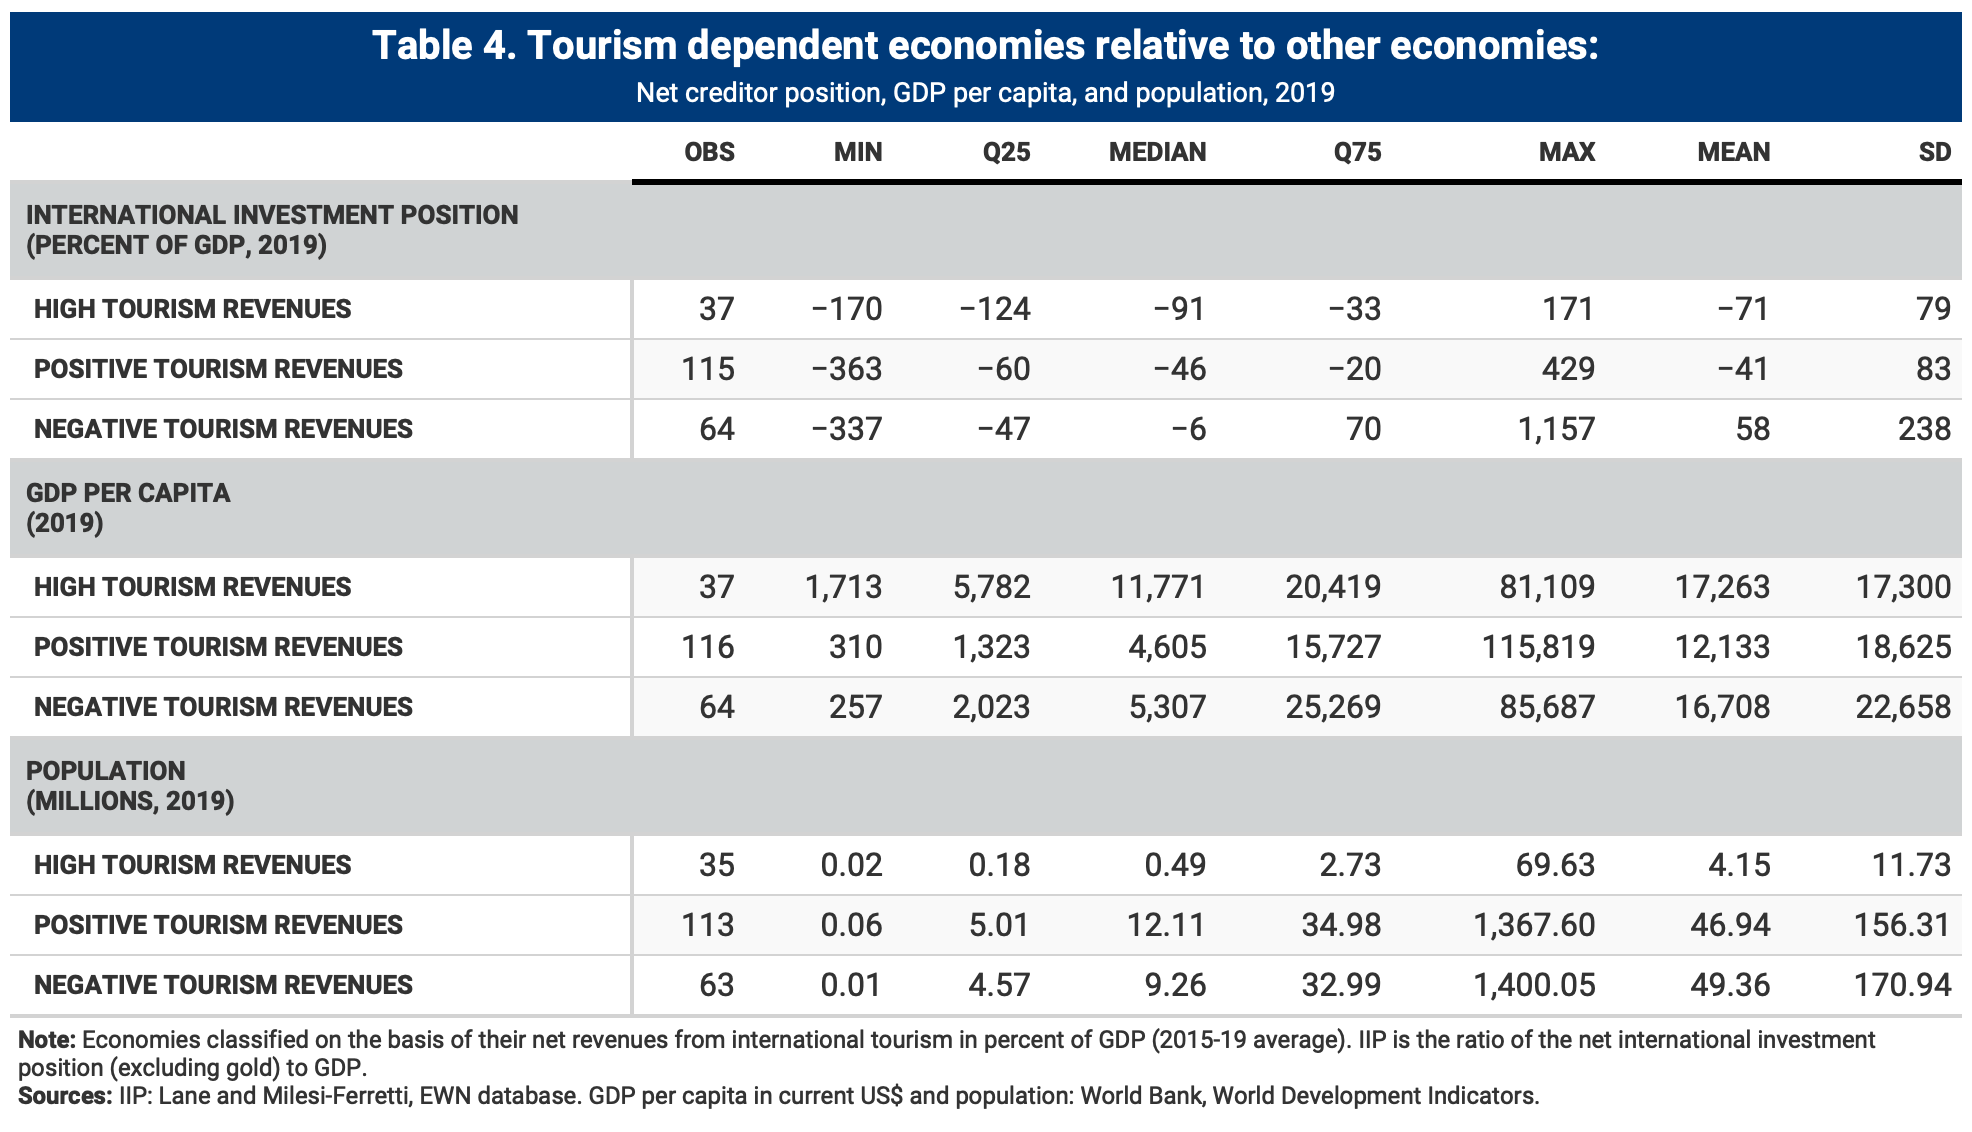 Table 4. Tourism dependent economies relative to other economies:
Net creditor position, GDP per capita, and population, 2019
OBS MIN Q25 MEDIAN Q75 MAX MEAN SD
INTERNATIONAL INVESTMENT POSITION
(PERCENT OF GDP, 2019)
HIGH TOURISM REVENUES 37 −170 −124 −91 −33 171 −71 79
POSITIVE TOURISM REVENUES 115 −363 −60 −46 −20 429 −41 83
NEGATIVE TOURISM REVENUES 64 −337 −47 −6 70 1,157 58 238
GDP PER CAPITA
(2019)
HIGH TOURISM REVENUES 37 1,713 5,782 11,771 20,419 81,109 17,263 17,300
POSITIVE TOURISM REVENUES 116 310 1,323 4,605 15,727 115,819 12,133 18,625
NEGATIVE TOURISM REVENUES 64 257 2,023 5,307 25,269 85,687 16,708 22,658
POPULATION
(MILLIONS, 2019)
HIGH TOURISM REVENUES 35 0.02 0.18 0.49 2.73 69.63 4.15 11.73
POSITIVE TOURISM REVENUES 113 0.06 5.01 12.11 34.98 1,367.60 46.94 156.31
NEGATIVE TOURISM REVENUES 63 0.01 4.57 9.26 32.99 1,400.05 49.36 170.94
Note: Economies classified on the basis of their net revenues from international tourism in percent of GDP (2015-19 average). IIP is the ratio of the net international investment
position (excluding gold) to GDP.
Sources: IIP: Lane and Milesi-Ferretti, EWN database. GDP per capita in current US$ and population: World Bank, World Development Indicators.